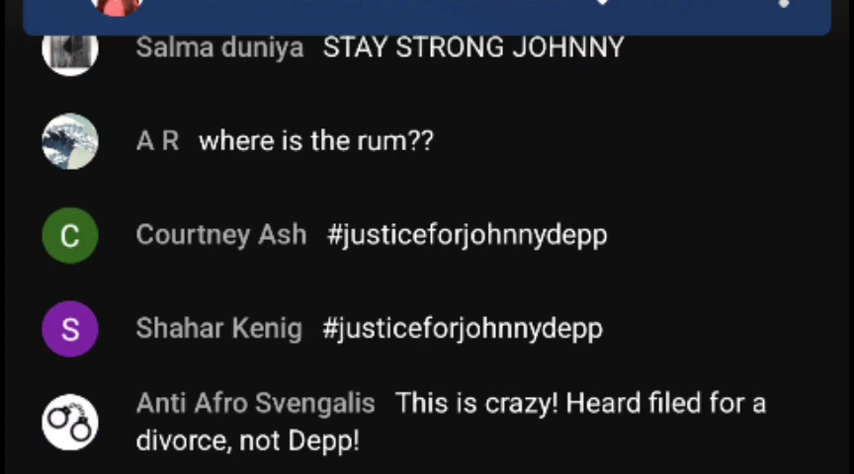 Salma duniya STAY STRONG JOHNNY
A R where is the rum??
C Courtney Ash #justiceforjohnnydepp
S Shahar Kenig #justiceforjohnnydepp
Anti Afro Svengalis This is crazy! Heard filed for a
divorce, not Depp!